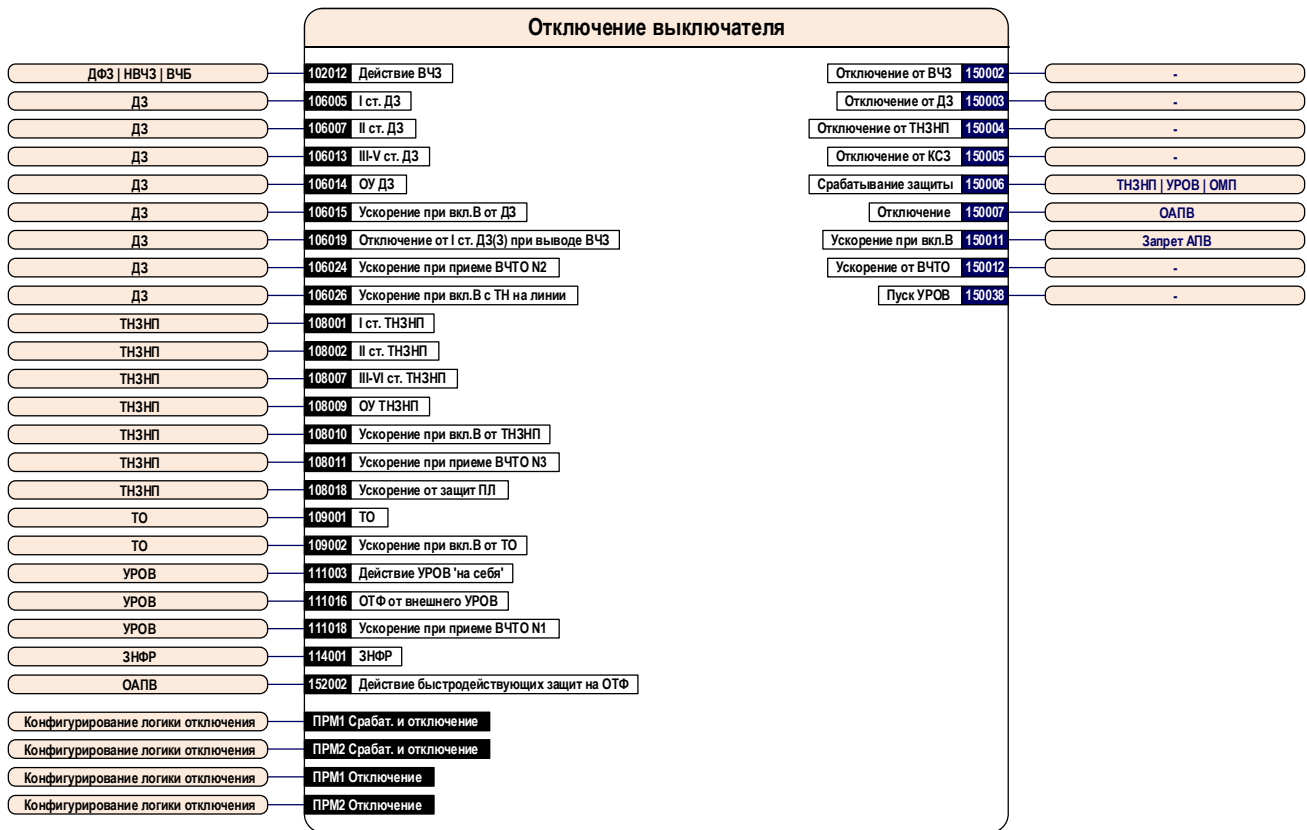 Отключение выключателя
ДФЗ | НВЧЗ | ВЧБ 102012 Действие ВЧЗ Отключение от ВЧЗ 150002 -
ДЗ 106005 I ст. ДЗ Отключение от ДЗ 150003 -
ДЗ 106007 II ст. ДЗ Отключение от ТНЗНП 150004 -
ДЗ 106013 III-V ст. ДЗ Отключение от КСЗ 150005 -
ДЗ 106014 ОУ ДЗ Срабатывание защиты 150006 ТНЗНП | УРОВ | ОМП
ДЗ 106015 Ускорение при вкл.В от ДЗ Отключение 150007 ОАПВ
ДЗ 106019 Отключение от I ст. ДЗ(З) при выводе ВЧЗ Ускорение при вкл.В 150011 Запрет АПВ
ДЗ 106024 Ускорение при приеме ВЧТО N2 Ускорение от ВЧТО 150012 -
ДЗ 106026 Ускорение при вкл.В с ТН на линии Пуск УРОВ 150038 -
ТНЗНП 108001 I ст. ТНЗНП
ТНЗНП 108002 II ст. ТНЗНП
ТНЗНП 108007 III-VI ст. ТНЗНП
ТНЗНП 108009 ОУ ТНЗНП
ТНЗНП 108010 Ускорение при вкл.В от ТНЗНП
ТНЗНП 108011 Ускорение при приеме ВЧТО N3
ТНЗНП 108018 Ускорение от защит ПЛ
ТО 109001 ТО
ТО 109002 Ускорение при вкл.В от ТО
УРОВ 111003 Действие УРОВ 'на себя'
УРОВ 111016 ОТФ от внешнего УРОВ
УРОВ 111018 Ускорение при приеме ВЧТО N1
ЗНФР 114001 ЗНФР
ОАПВ 152002 Действие быстродействующих защит на ОТФ
Конфигурирование логики отключения ПРМ1 Срабат. и отключение
Конфигурирование логики отключения ПРМ2 Срабат. и отключение
Конфигурирование логики отключения ПРМ1 Отключение
Конфигурирование логики отключения ПРМ2 Отключение